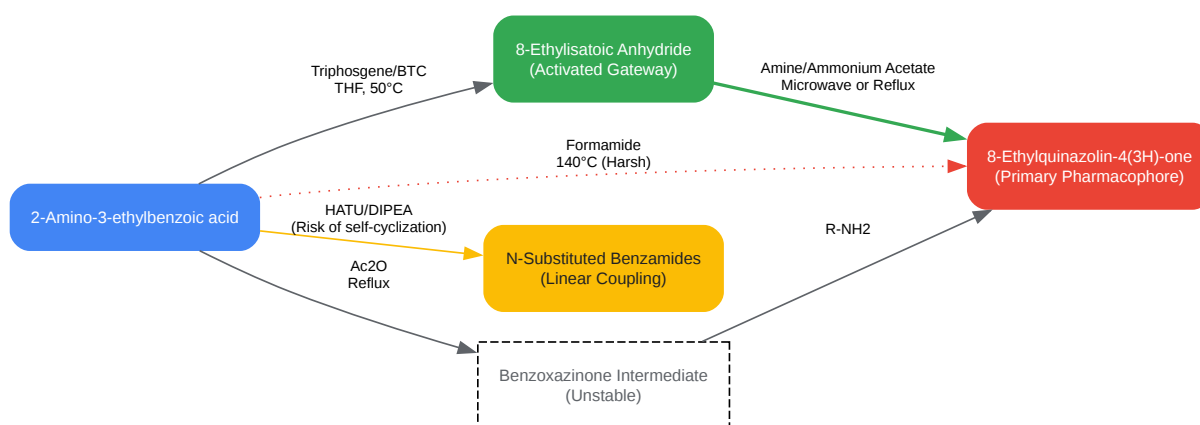 8-Ethylisatoic Anhydride
(Activated Gateway)
Triphosgene/BTC
THF, 50°C
Amine/Ammonium Acetate
Microwave or Reflux
Formamide
140°C (Harsh)
8-Ethylquinazolin-4(3H)-one
(Primary Pharmacophore)
2-Amino-3-ethylbenzoic acid
HATU/DIPEA
(Risk of self-cyclization)
R-NH2
N-Substituted Benzamides
(Linear Coupling)
Ac2O
Reflux
Benzoxazinone Intermediate
(Unstable)